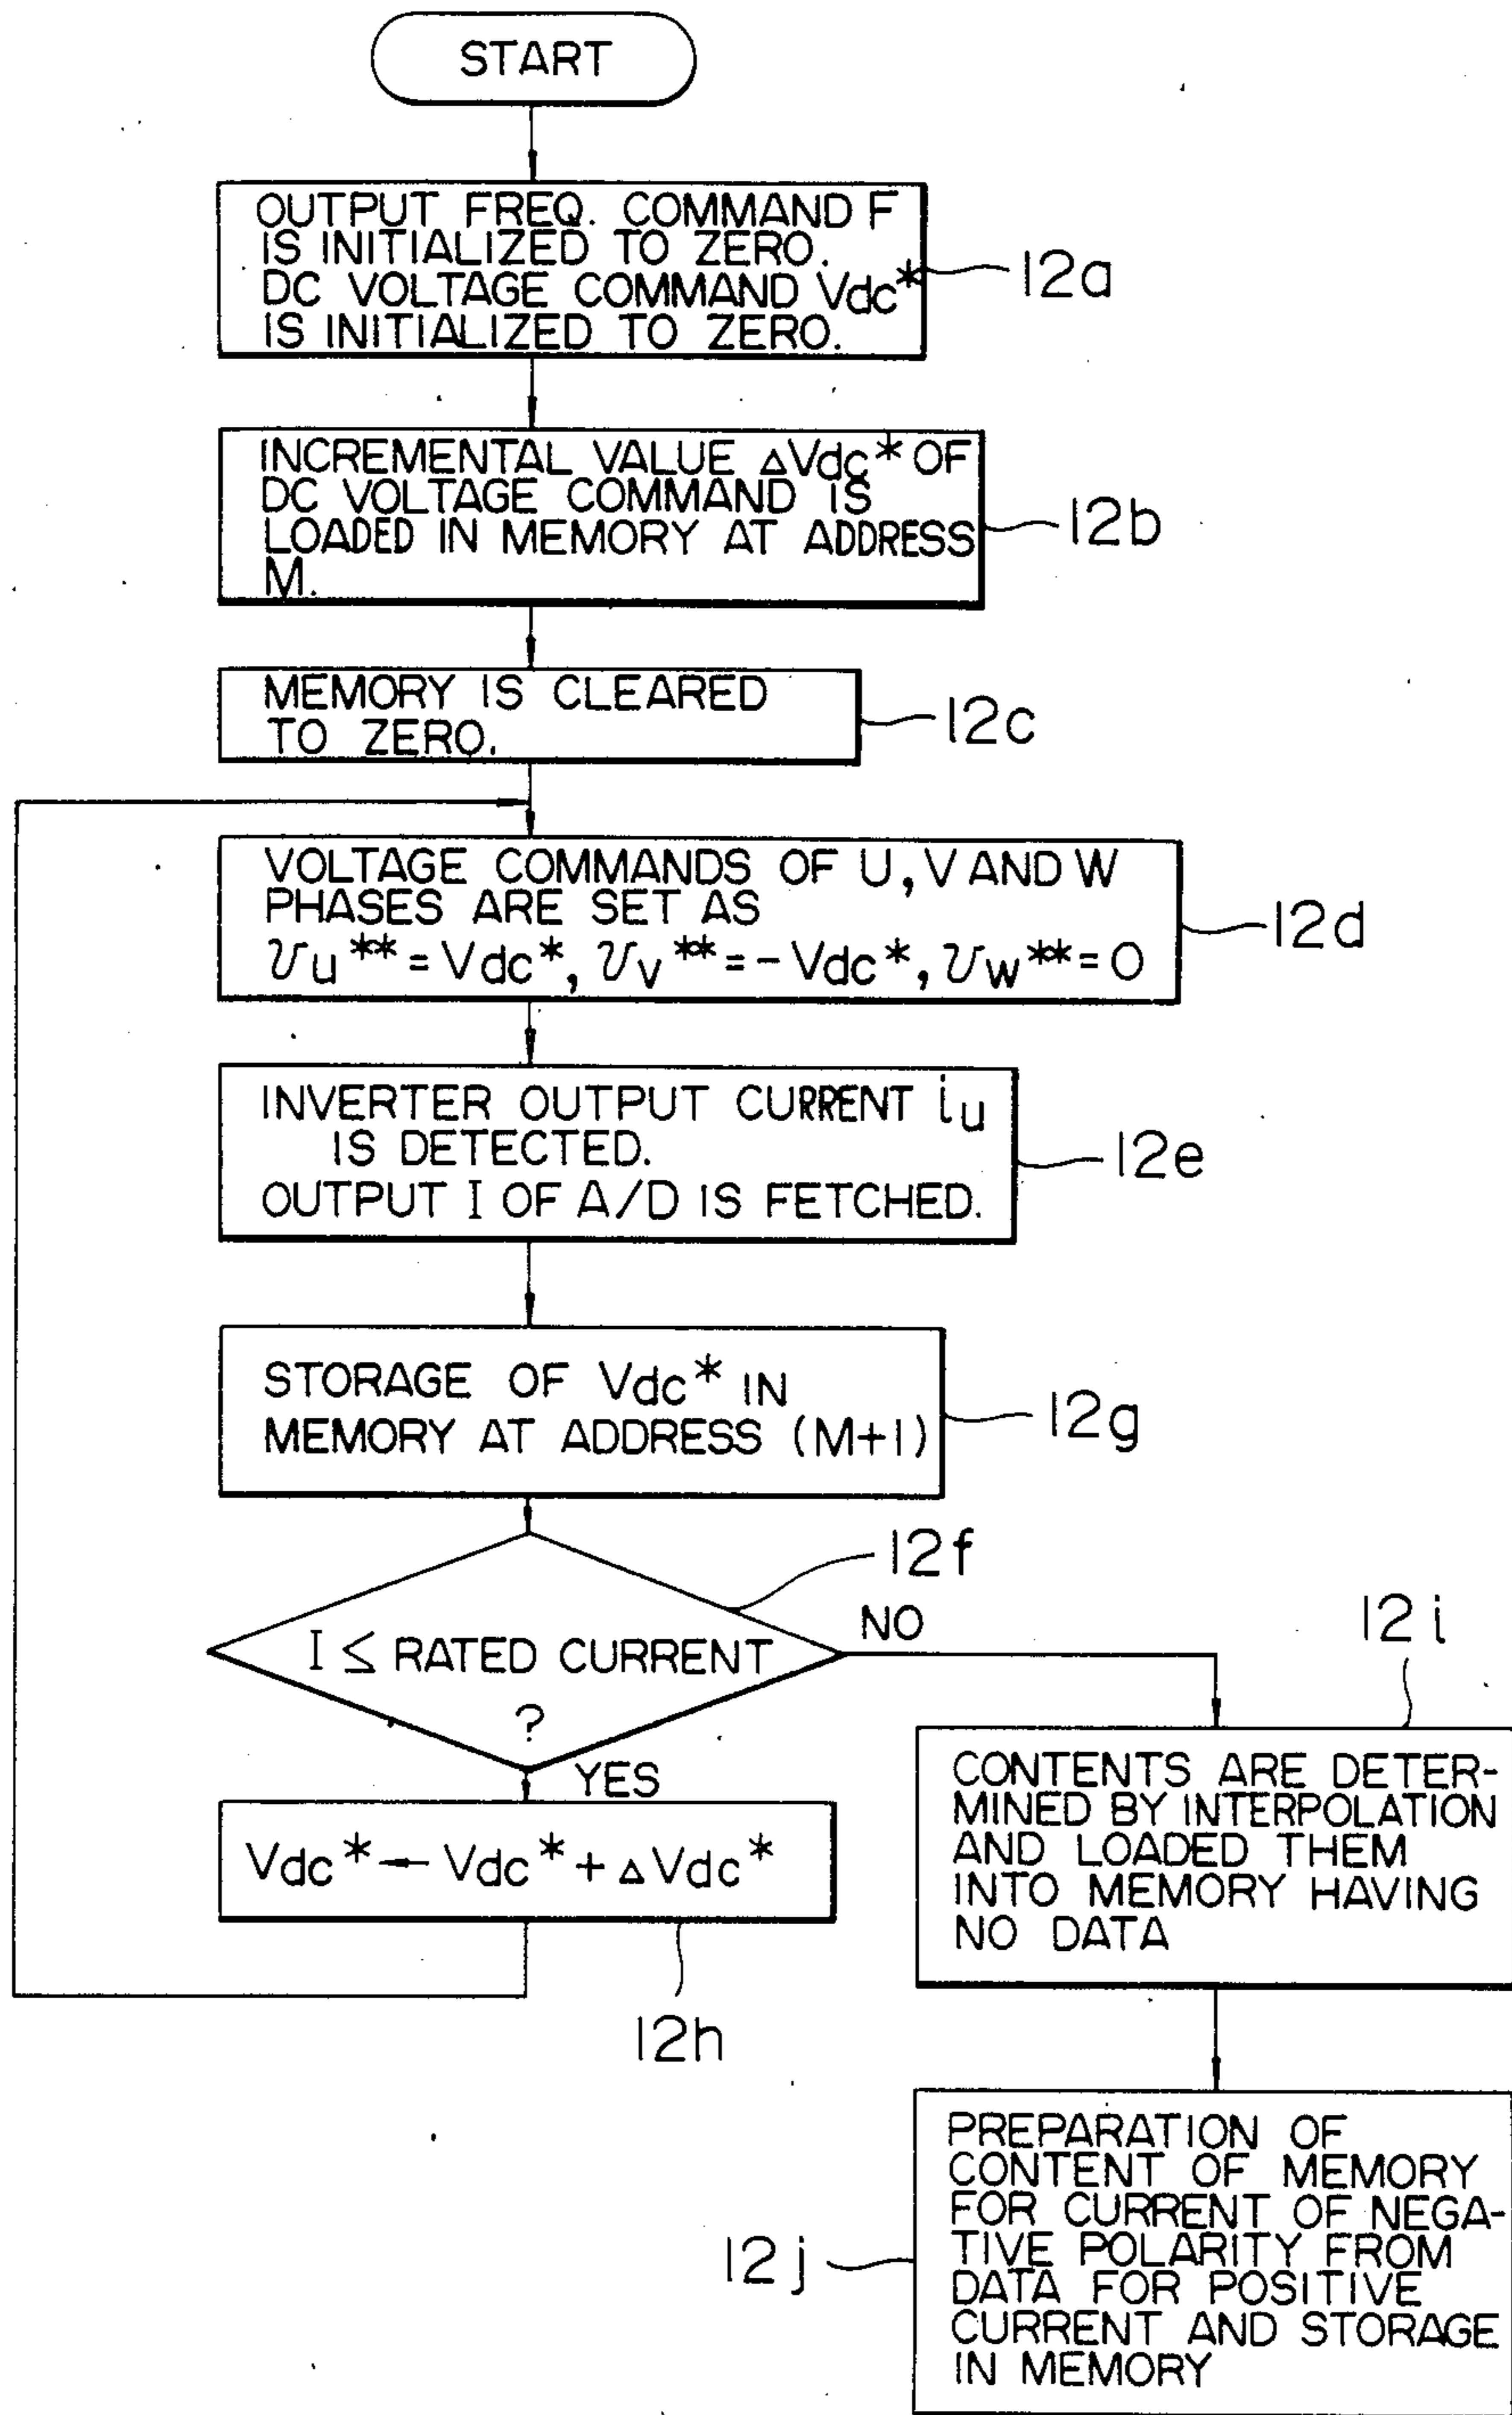 START
OUTPUT FREQ. COMMAND F
IS INITIALIZED TO ZERO.
DC VOLTAGE COMMAND Vdc*
IS INITIALIZED TO ZERO.
12a
INCREMENTAL VALUE ΔVdc* OF
DC VOLTAGE COMMAND IS
LOADED IN MEMORY AT ADDRESS
M.
12b
MEMORY IS CLEARED
TO ZERO.
12c
VOLTAGE COMMANDS OF U, V AND W
PHASES ARE SET AS
vu** = Vdc*, vv** = -Vdc*, vw** = 0
12d
INVERTER OUTPUT CURRENT iu
IS DETECTED.
OUTPUT I OF A/D IS FETCHED.
12e
STORAGE OF Vdc* IN
MEMORY AT ADDRESS (M+1)
12g
12f
I ≤ RATED CURRENT
?
NO
YES
Vdc* ← Vdc* + ΔVdc*
12h
12i
CONTENTS ARE DETER-
MINED BY INTERPOLATION
AND LOADED THEM
INTO MEMORY HAVING
NO DATA
PREPARATION OF
CONTENT OF MEMORY
FOR CURRENT OF NEGA-
TIVE POLARITY FROM
DATA FOR POSITIVE
CURRENT AND STORAGE
IN MEMORY
12j